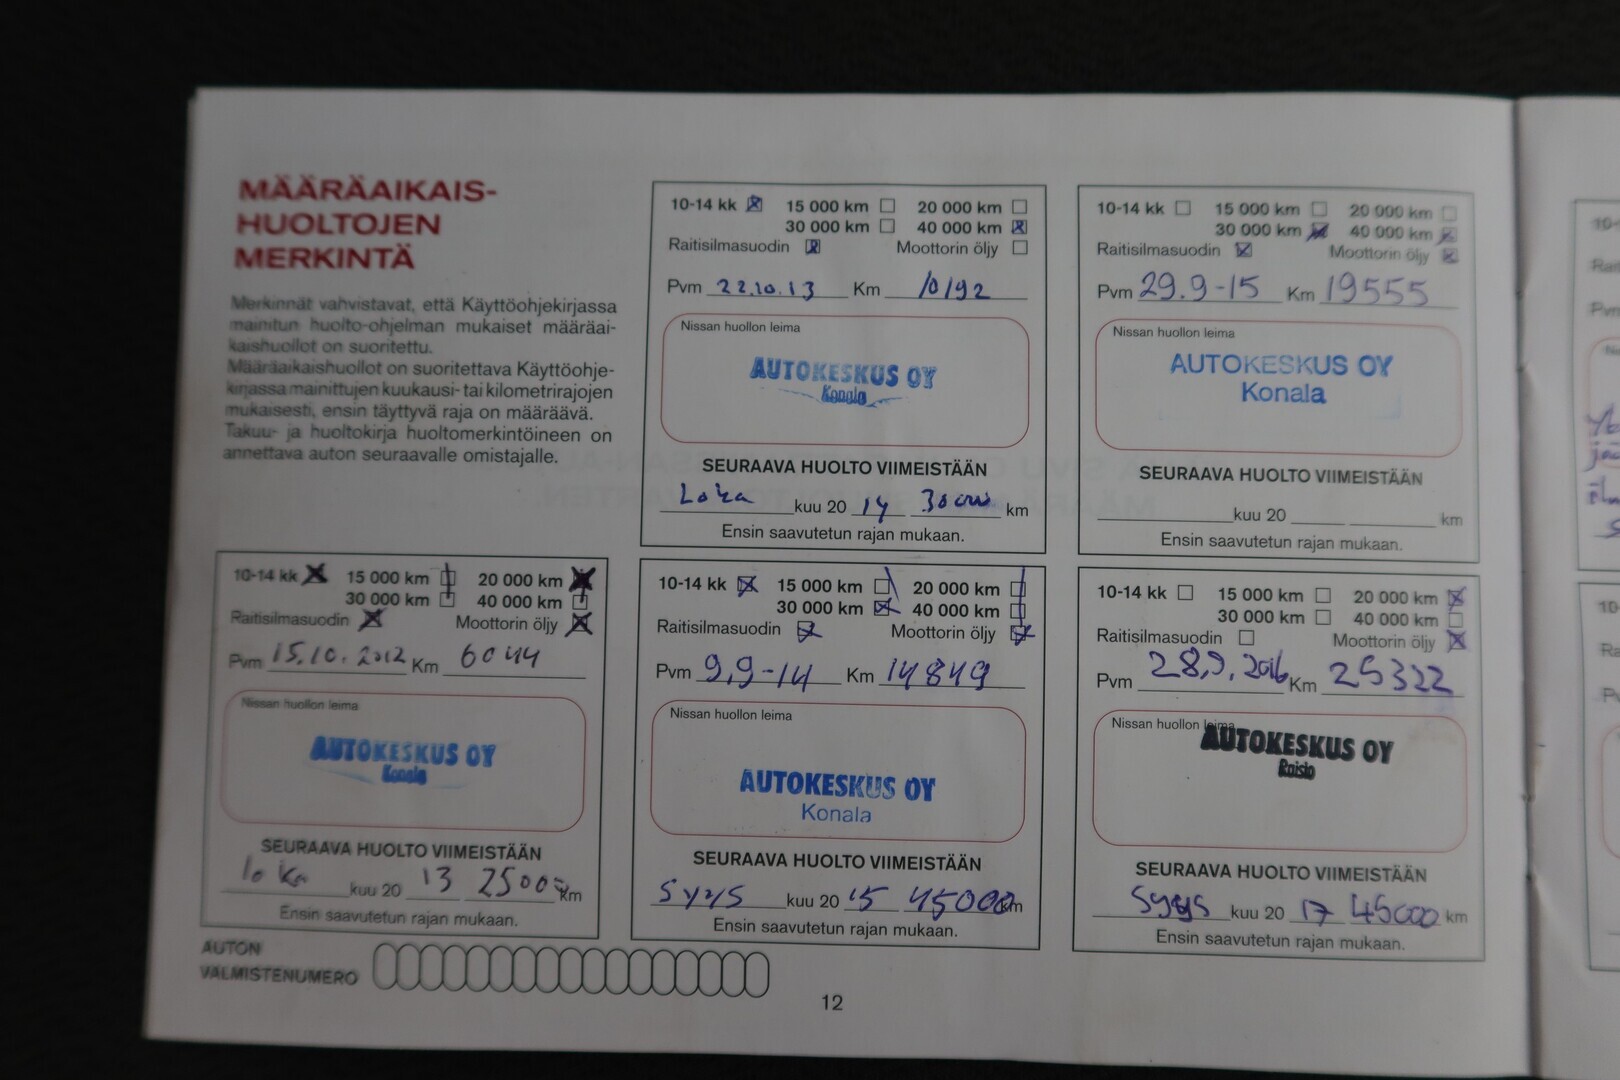 MÄÄRÄAIKAIS-
HUOLTOJEN
MERKINTÄ
Merkinnät vahvistavat, että Käyttöohjekirjassa
mainitun huolto-ohjelman mukaiset määräai-
kaishuollot on suoritettu.
Määräaikaishuollot on suoritettava Käyttöohje-
kirjassa mainittujen kuukausi- tai kilometrirajojen
mukaisesti, ensin täyttyvä raja on määräävä.
Takuu- ja huoltokirja huoltomerkintöineen on
annettava auton seuraavalle omistajalle.
10-14 kk 15 000 km 20 000 km
30 000 km 40 000 km
Raitisilmasuodin Moottorin öljy
Pvm 15.10.2012 Km 6044
Nissan huollon leima
AUTOKESKUS OY
Konala
SEURAAVA HUOLTO VIIMEISTÄÄN
loka kuu 20 13 25000 km
Ensin saavutetun rajan mukaan.
10-14 kk 15 000 km 20 000 km
30 000 km 40 000 km
Raitisilmasuodin Moottorin öljy
Pvm 22.10.13 Km 10192
Nissan huollon leima
AUTOKESKUS OY
Konala
SEURAAVA HUOLTO VIIMEISTÄÄN
Loka kuu 20 14 km
Ensin saavutetun rajan mukaan.
10-14 kk 15 000 km 20 000 km
30 000 km 40 000 km
Raitisilmasuodin Moottorin öljy
Pvm 9.9-14 Km 14849
Nissan huollon leima
AUTOKESKUS OY
Konala
SEURAAVA HUOLTO VIIMEISTÄÄN
SYYS kuu 20 15 45000 km
Ensin saavutetun rajan mukaan.
10-14 kk 15 000 km 20 000 km
30 000 km 40 000 km
Raitisilmasuodin Moottorin öljy
Pvm 29.9-15 Km 19555
Nissan huollon leima
AUTOKESKUS OY
Konala
SEURAAVA HUOLTO VIIMEISTÄÄN
kuu 20 km
Ensin saavutetun rajan mukaan.
10-14 kk 15 000 km 20 000 km
30 000 km 40 000 km
Raitisilmasuodin Moottorin öljy
Pvm 28.9.2016 Km 25322
Nissan huollon leima
AUTOKESKUS OY
Raisio
SEURAAVA HUOLTO VIIMEISTÄÄN
Syys kuu 20 17 45000 km
Ensin saavutetun rajan mukaan.
AUTON
VALMISTENUMERO
12